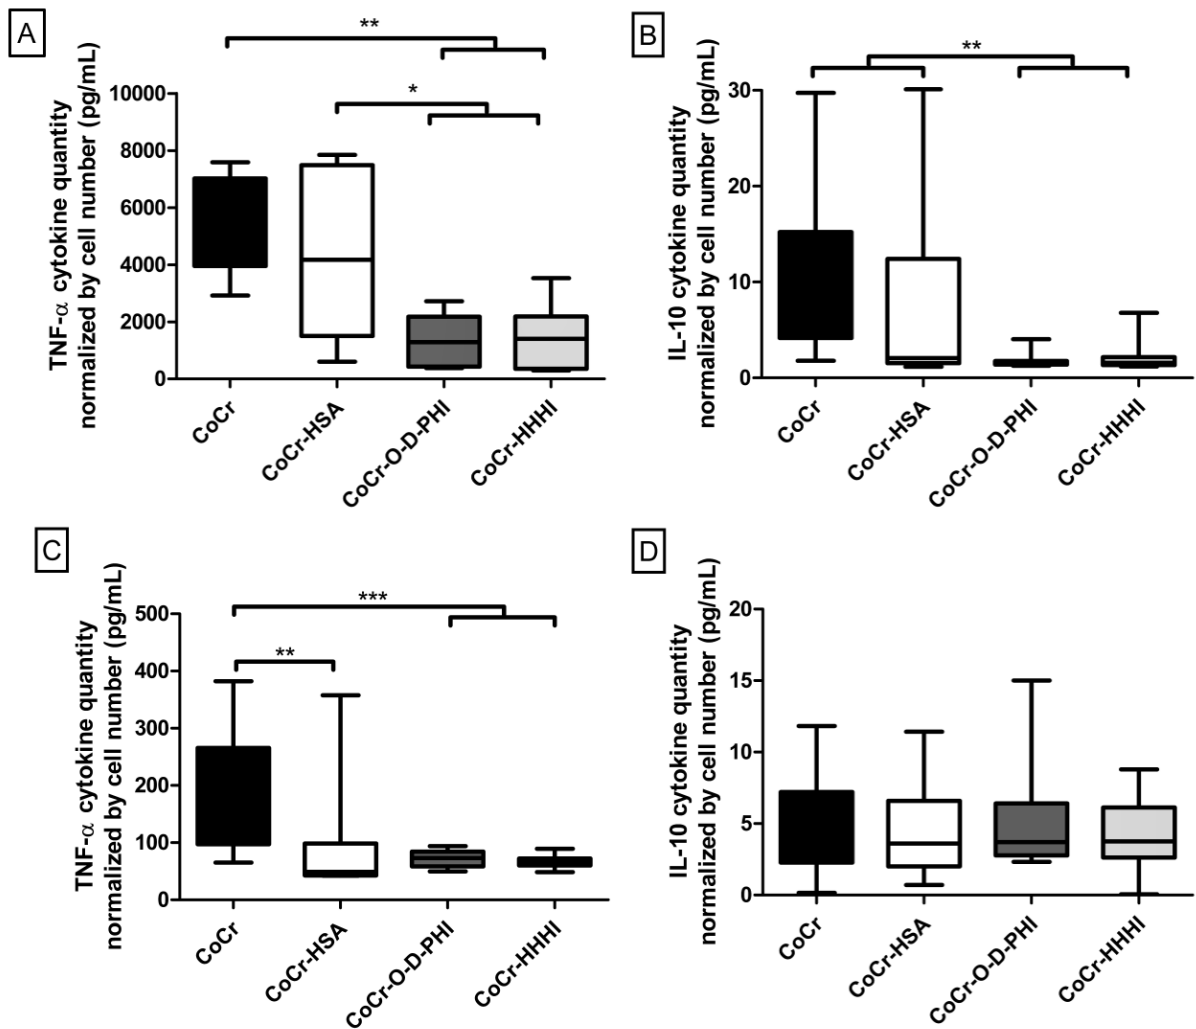 A
**
*
TNF-α cytokine quantity
normalized by cell number (pg/mL)
10000
8000
6000
4000
2000
0
CoCr
CoCr-HSA
CoCr-O-D-PHI
CoCr-HHHI
B
**
IL-10 cytokine quantity
normalized by cell number (pg/mL)
30
20
10
0
CoCr
CoCr-HSA
CoCr-O-D-PHI
CoCr-HHHI
C
***
**
TNF-α cytokine quantity
normalized by cell number (pg/mL)
500
400
300
200
100
0
CoCr
CoCr-HSA
CoCr-O-D-PHI
CoCr-HHHI
D
IL-10 cytokine quantity
normalized by cell number (pg/mL)
20
15
10
5
0
CoCr
CoCr-HSA
CoCr-O-D-PHI
CoCr-HHHI